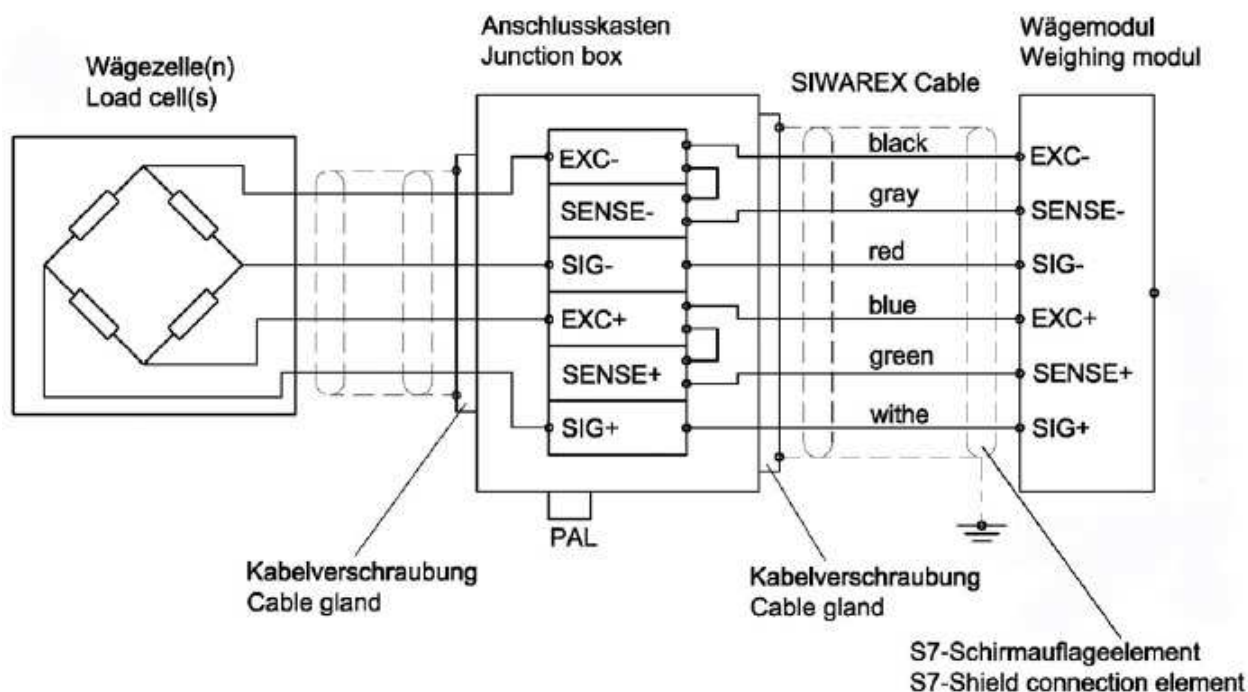 Anschlusskasten
Junction box
Wägemodul
Weighing modul
Wägezelle(n)
Load cell(s)
SIWAREX Cable
EXC-
SENSE-
SIG-
EXC+
SENSE+
SIG+
black
gray
red
blue
green
withe
EXC-
SENSE-
SIG-
EXC+
SENSE+
SIG+
PAL
Kabelverschraubung
Cable gland
Kabelverschraubung
Cable gland
S7-Schirmauflageelement
S7-Shield connection element